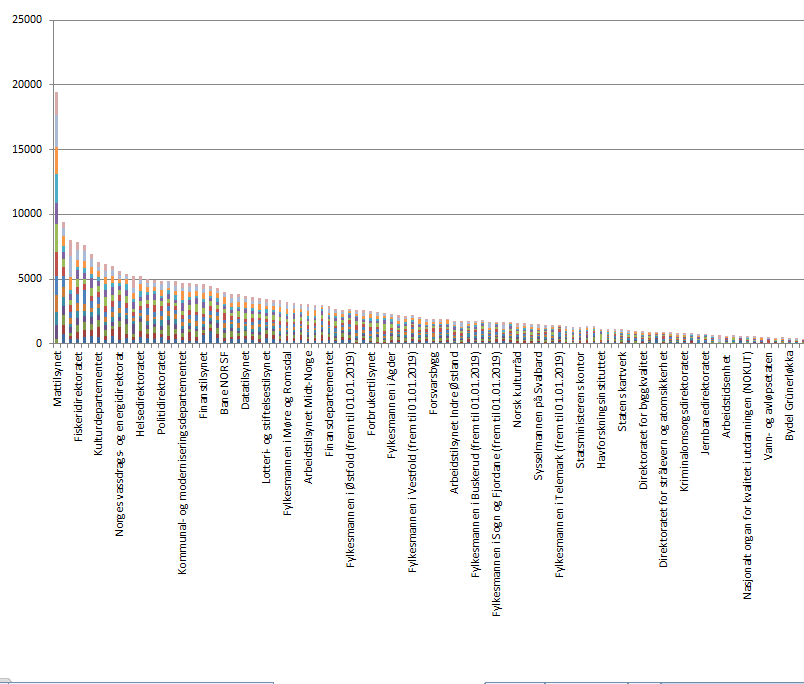 25000
20000
15000
10000
5000
0
Mattilsynet
Fiskeridirektoratet
Kulturdepartementet
Norges vassdrags- og energidirektorat
Helsedirektoratet
Politidirektoratet
Kommunal- og moderniseringsdepartementet
Finanstilsynet
Bane NOR SF
Datatilsynet
Lotteri- og stiftelsestilsynet
Fylkesmannen i Møre og Romsdal
Arbeidstilsynet Midt-Norge
Finansdepartementet
Fylkesmannen i Østfold (frem til 01.01.2019)
Forbrukertilsynet
Fylkesmannen i Agder
Fylkesmannen i Vestfold (frem til 01.01.2019)
Forsvarsbygg
Arbeidstilsynet Indre Østland
Fylkesmannen i Buskerud (frem til 01.01.2019)
Fylkesmannen i Sogn og Fjordane (frem til 01.01.2019)
Norsk kulturråd
Sysselmannen på Svalbard
Fylkesmannen i Telemark (frem til 01.01.2019)
Statsministerens kontor
Havforskningsinstituttet
Statens kartverk
Direktoratet for byggkvalitet
Direktoratet for strålevern og atomsikkerhet
Kriminalomsorgsdirektoratet
Jernbanedirektoratet
Arbeidstidsenhet
Nasjonalt organ for kvalitet i utdanningen (NOKUT)
Vann- og avløpsetaten
Bydel Grünerløkka